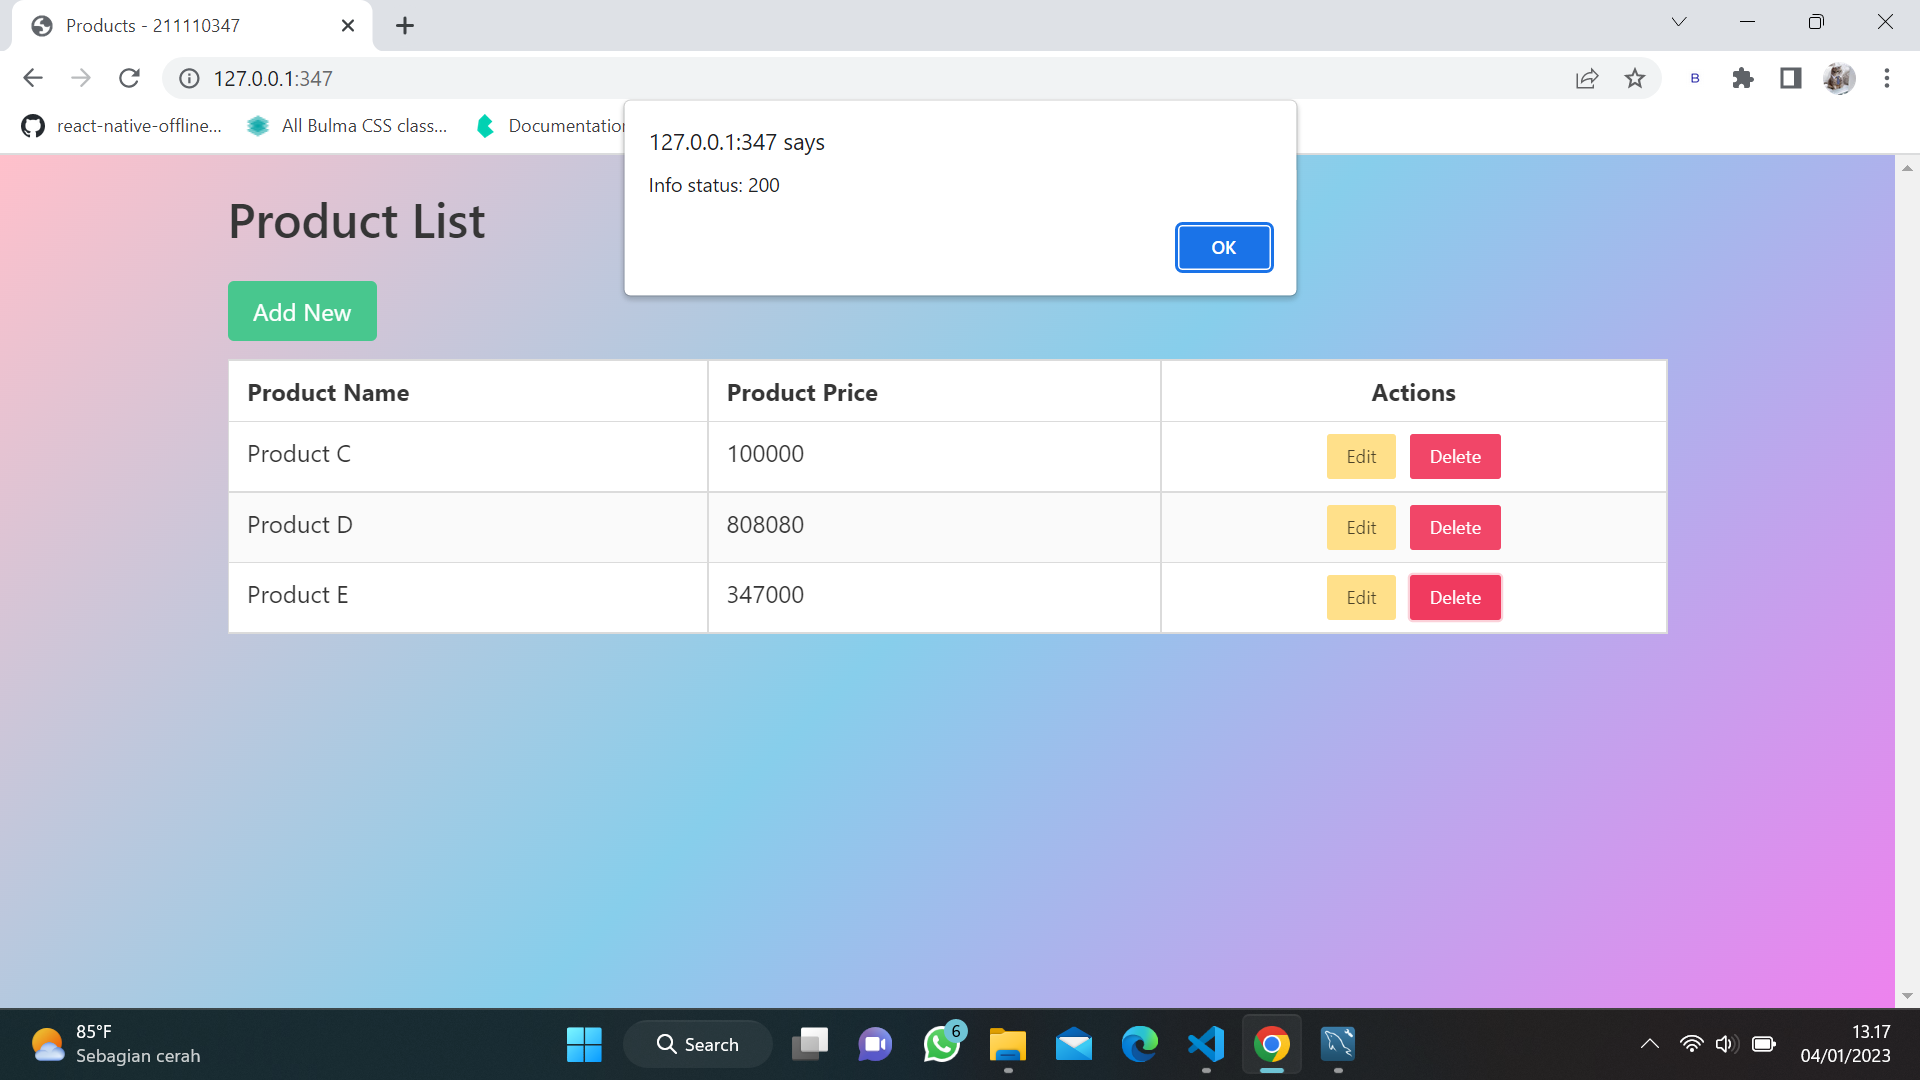 Products - 211110347
127.0.0.1:347
B
react-native-offline... All Bulma CSS class... Documentation
127.0.0.1:347 says
Info status: 200
OK
Product List
Add New
Product Name Product Price Actions
Product C 100000 Edit Delete
Product D 808080 Edit Delete
Product E 347000 Edit Delete
85°F
Sebagian cerah
Search
6
13.17
04/01/2023